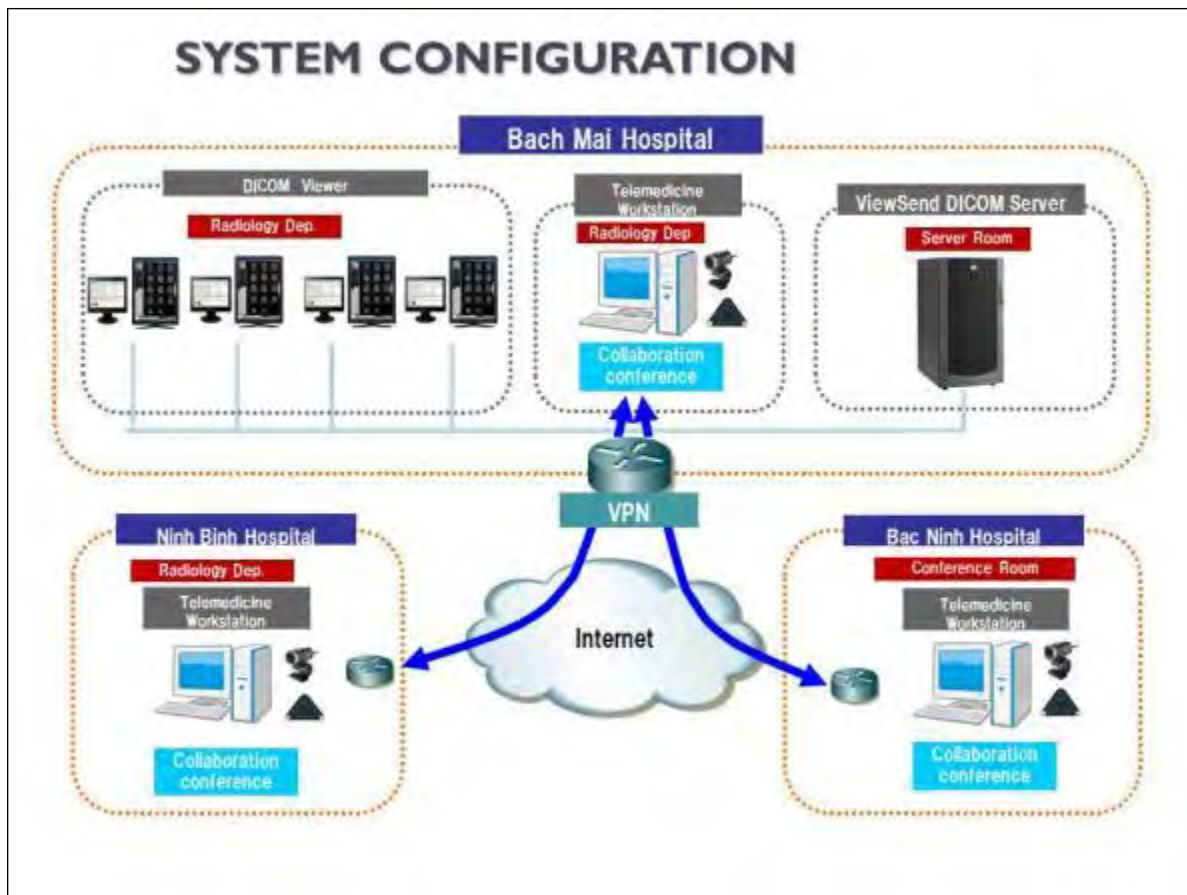 SYSTEM CONFIGURATION
Bach Mai Hospital
DICOM Viewer
Radiology Dep.
Telemedicine
Workstation
Radiology Dep
Collaboration
conference
ViewSend DICOM Server
Server Room
VPN
Ninh Binh Hospital
Radiology Dep.
Telemedicine
Workstation
Collaboration
conference
Internet
Bac Ninh Hospital
Conference Room
Telemedicine
Workstation
Collaboration
conference